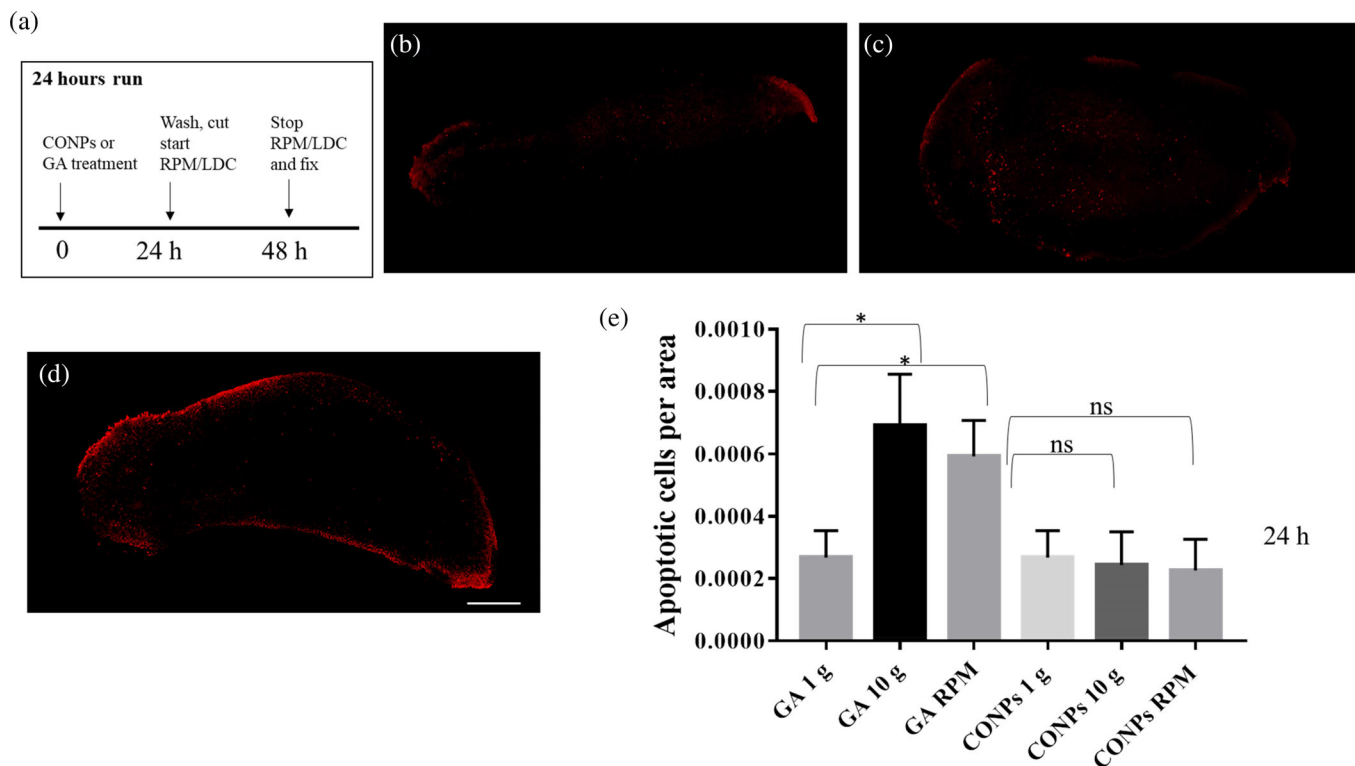 (a)
24 hours run
CONPs or
GA treatment
Wash, cut
start
RPM/LDC
Stop
RPM/LDC
and fix
0
24 h
48 h
(b)
(c)
(d)
(e)
Apoptotic cells per area
0.0010
0.0008
0.0006
0.0004
0.0002
0.0000
*
*
ns
ns
24 h
GA 1 g
GA 10 g
GA RPM
CONPs 1 g
CONPs 10 g
CONPs RPM